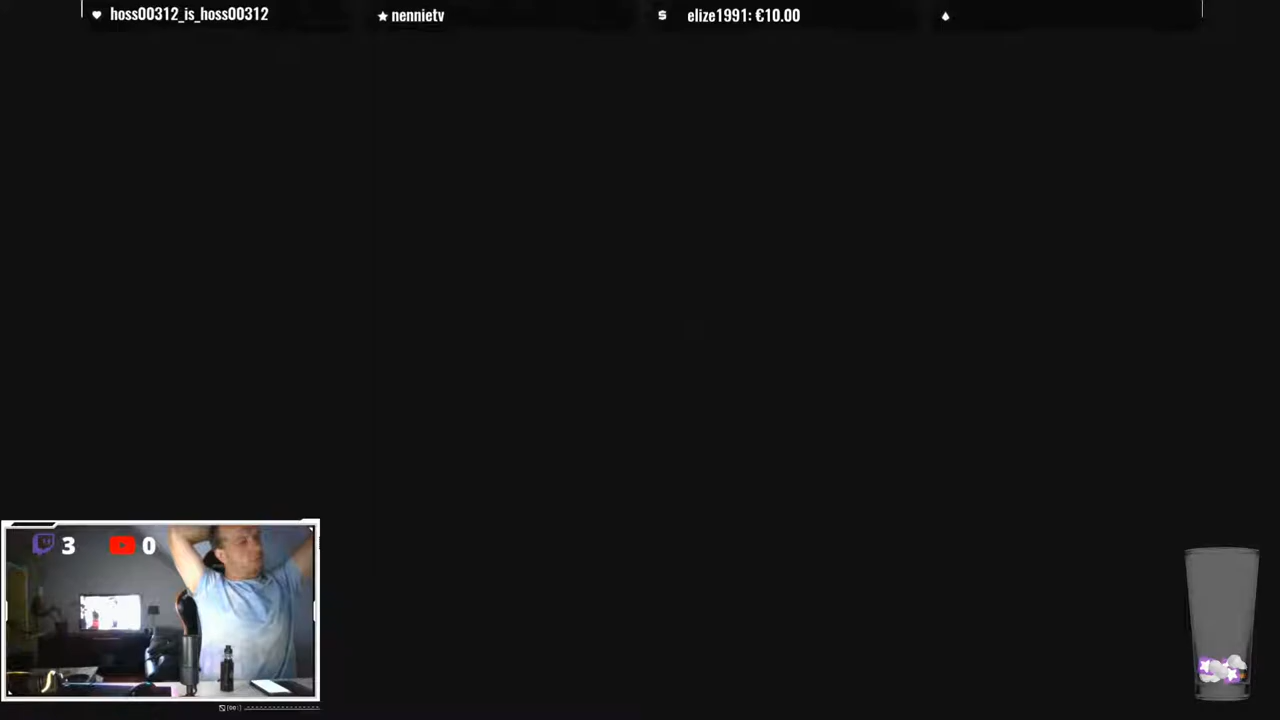 hoss00312_is_hoss00312
nennietv
elize1991: €10.00
3
0